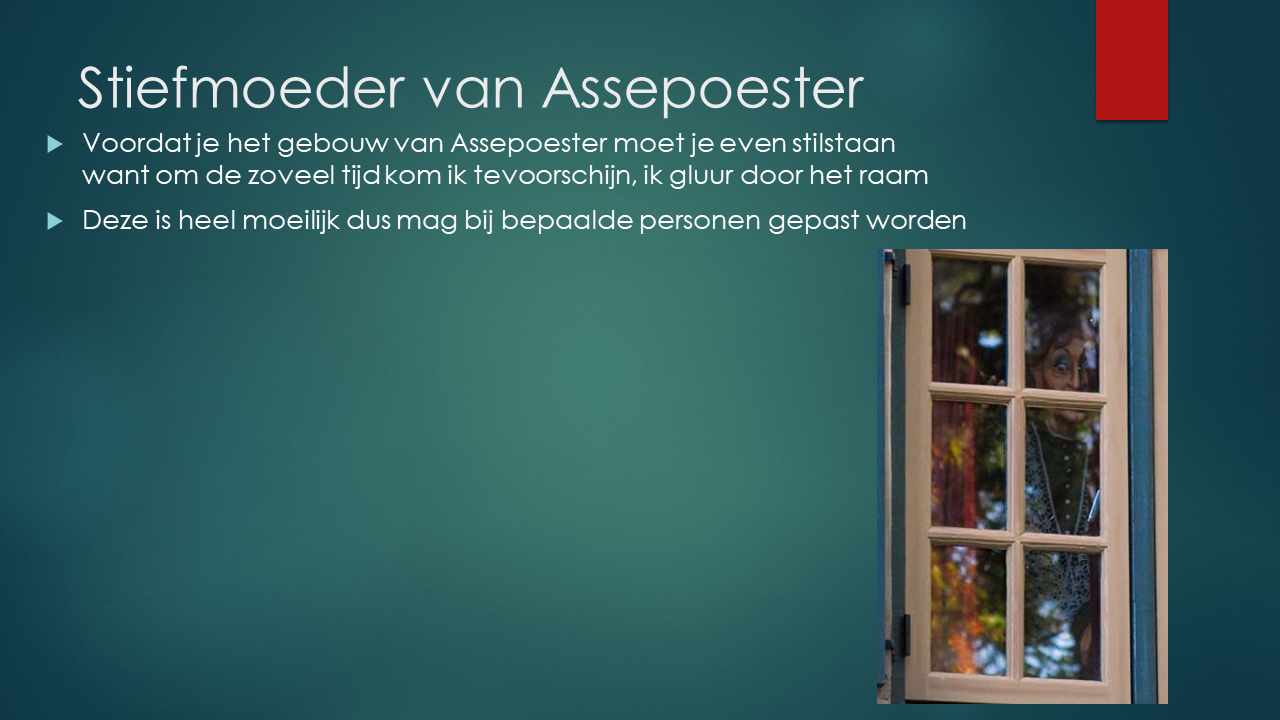 Stiefmoeder van Assepoester
Voordat je het gebouw van Assepoester moet je even stilstaan
want om de zoveel tijd kom ik tevoorschijn, ik gluur door het raam
Deze is heel moeilijk dus mag bij bepaalde personen gepast worden